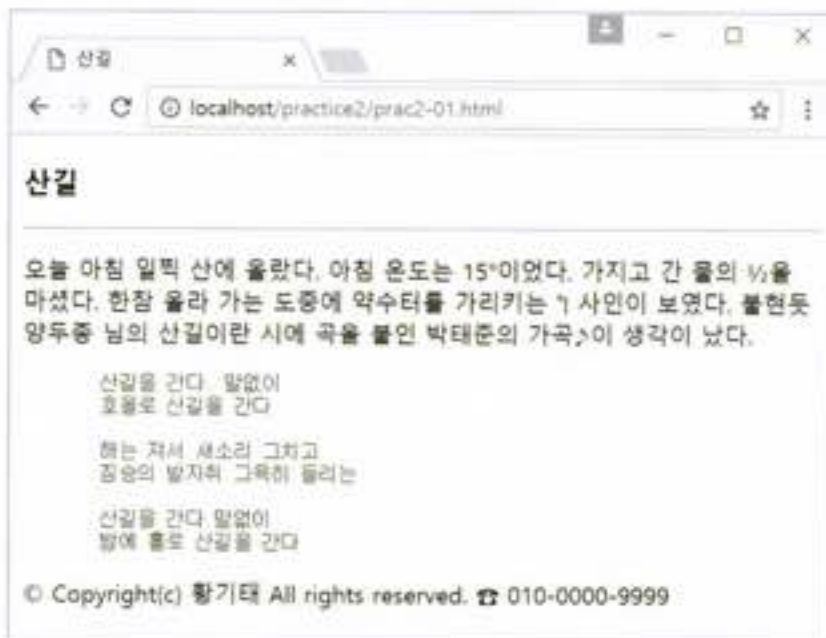 산길
localhost/practice2/prac2-01.html
산길
오늘 아침 일찍 산에 올랐다. 아침 온도는 15°이었다. 가지고 간 물의 ½을
마셨다. 한참 올라 가는 도중에 약수터를 가리키는 ↰ 사인이 보였다. 불현듯
양두종 님의 산길이란 시에 곡을 붙인 박태준의 가곡♪이 생각이 났다.
산길을 간다 말없이
호올로 산길을 간다
해는 져서 새소리 그치고
짐승의 발자취 그윽히 들리는
산길을 간다 말없이
밤에 홀로 산길을 간다
© Copyright(c) 황기태 All rights reserved. ☎ 010-0000-9999